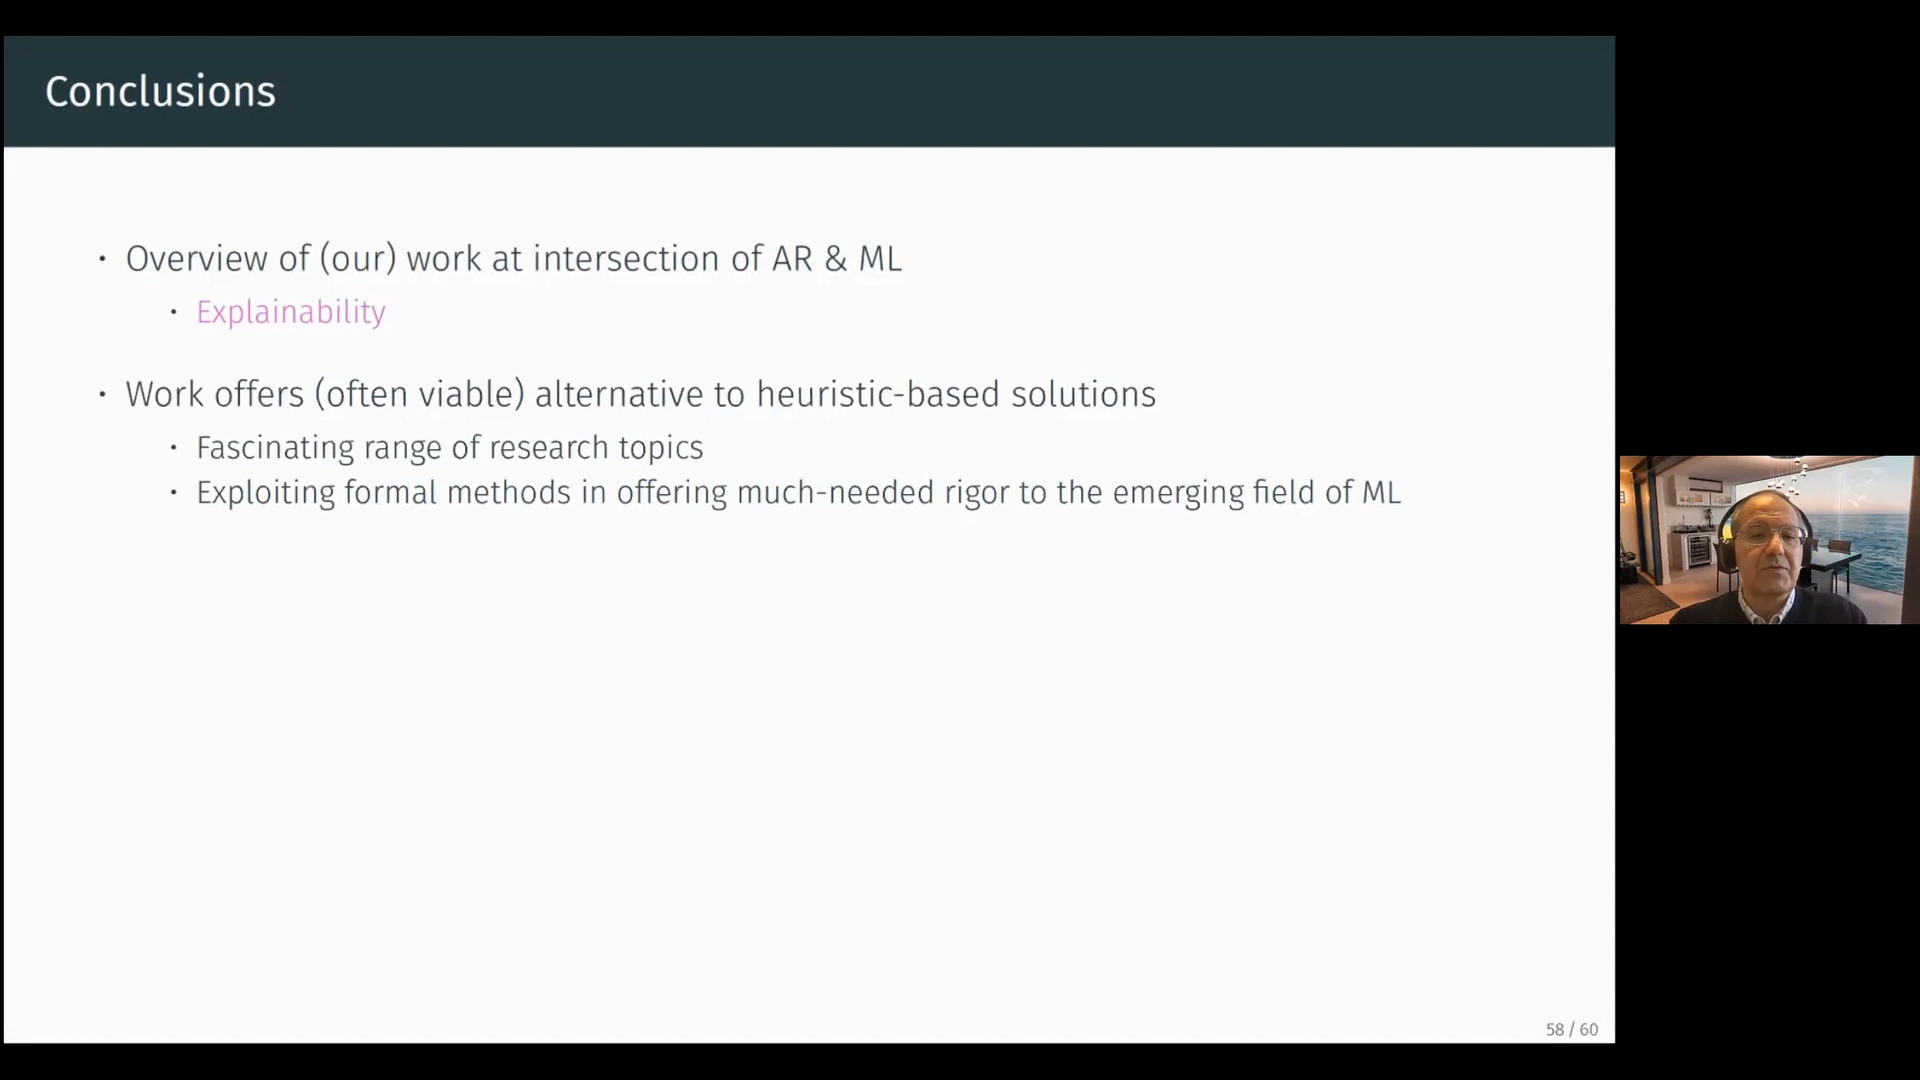 Conclusions
• Overview of (our) work at intersection of AR & ML
• Explainability
• Work offers (often viable) alternative to heuristic-based solutions
• Fascinating range of research topics
• Exploiting formal methods in offering much-needed rigor to the emerging field of ML
58 / 60